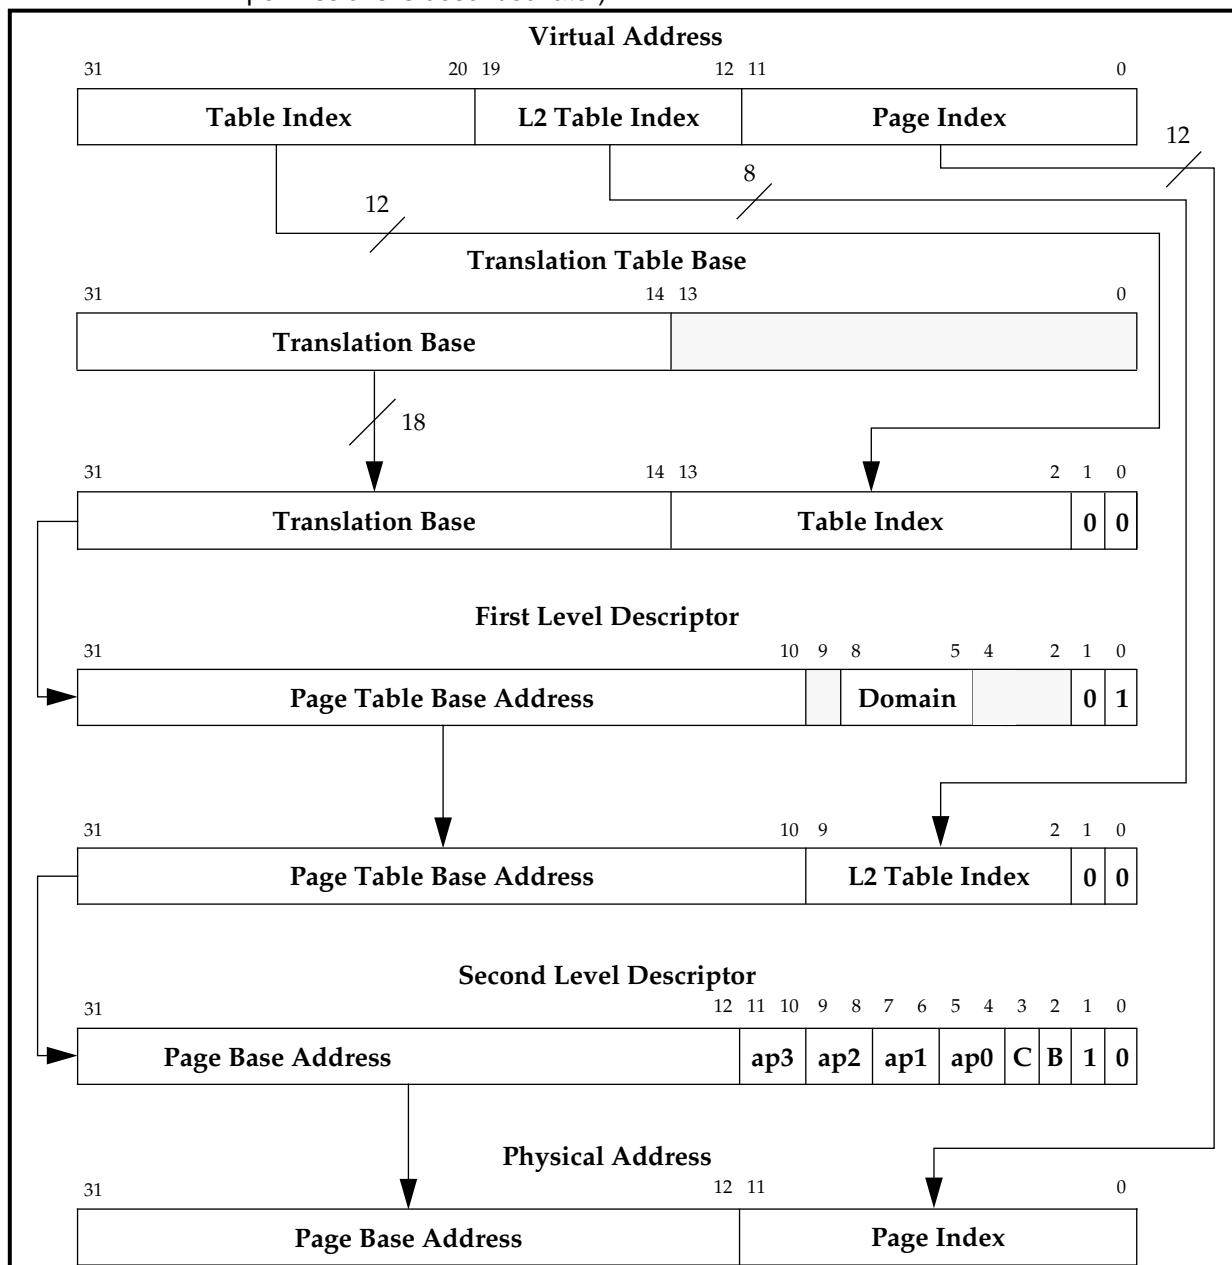 Virtual Address
31 20 19 12 11 0
Table Index L2 Table Index Page Index
12
8
12
Translation Table Base
31 14 13 0
Translation Base
18
31 14 13 2 1 0
Translation Base Table Index 0 0
First Level Descriptor
31 10 9 8 5 4 2 1 0
Page Table Base Address Domain 0 1
31 10 9 2 1 0
Page Table Base Address L2 Table Index 0 0
Second Level Descriptor
31 12 11 10 9 8 7 6 5 4 3 2 1 0
Page Base Address ap3 ap2 ap1 ap0 C B 1 0
Physical Address
31 12 11 0
Page Base Address Page Index